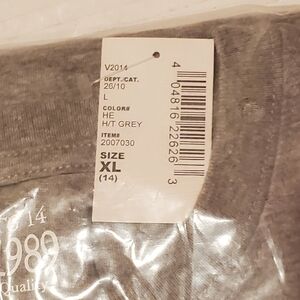 V2014
DEPT./CAT.
26/10
L
COLOR#
HE
H/T GREY
ITEM#
2007030
SIZE
XL
(14)
4 04816 22626 3
14
1989
Quality